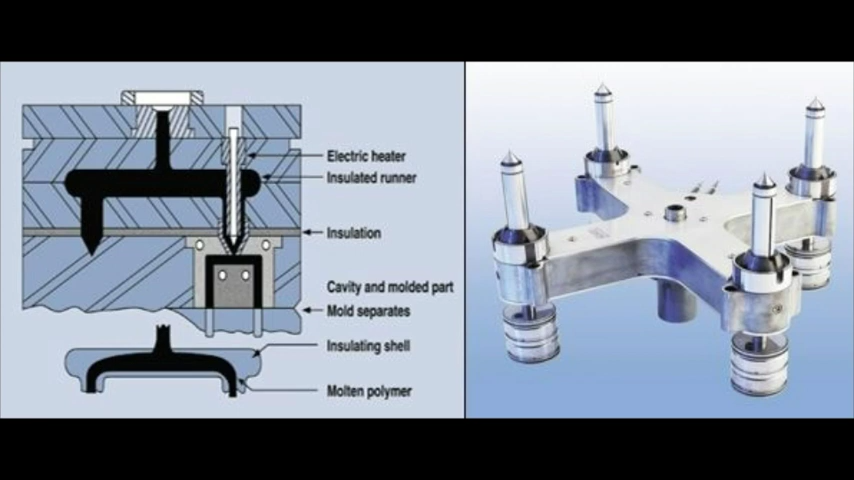 Electric heater
Insulated runner
Insulation
Cavity and molded part
Mold separates
Insulating shell
Molten polymer